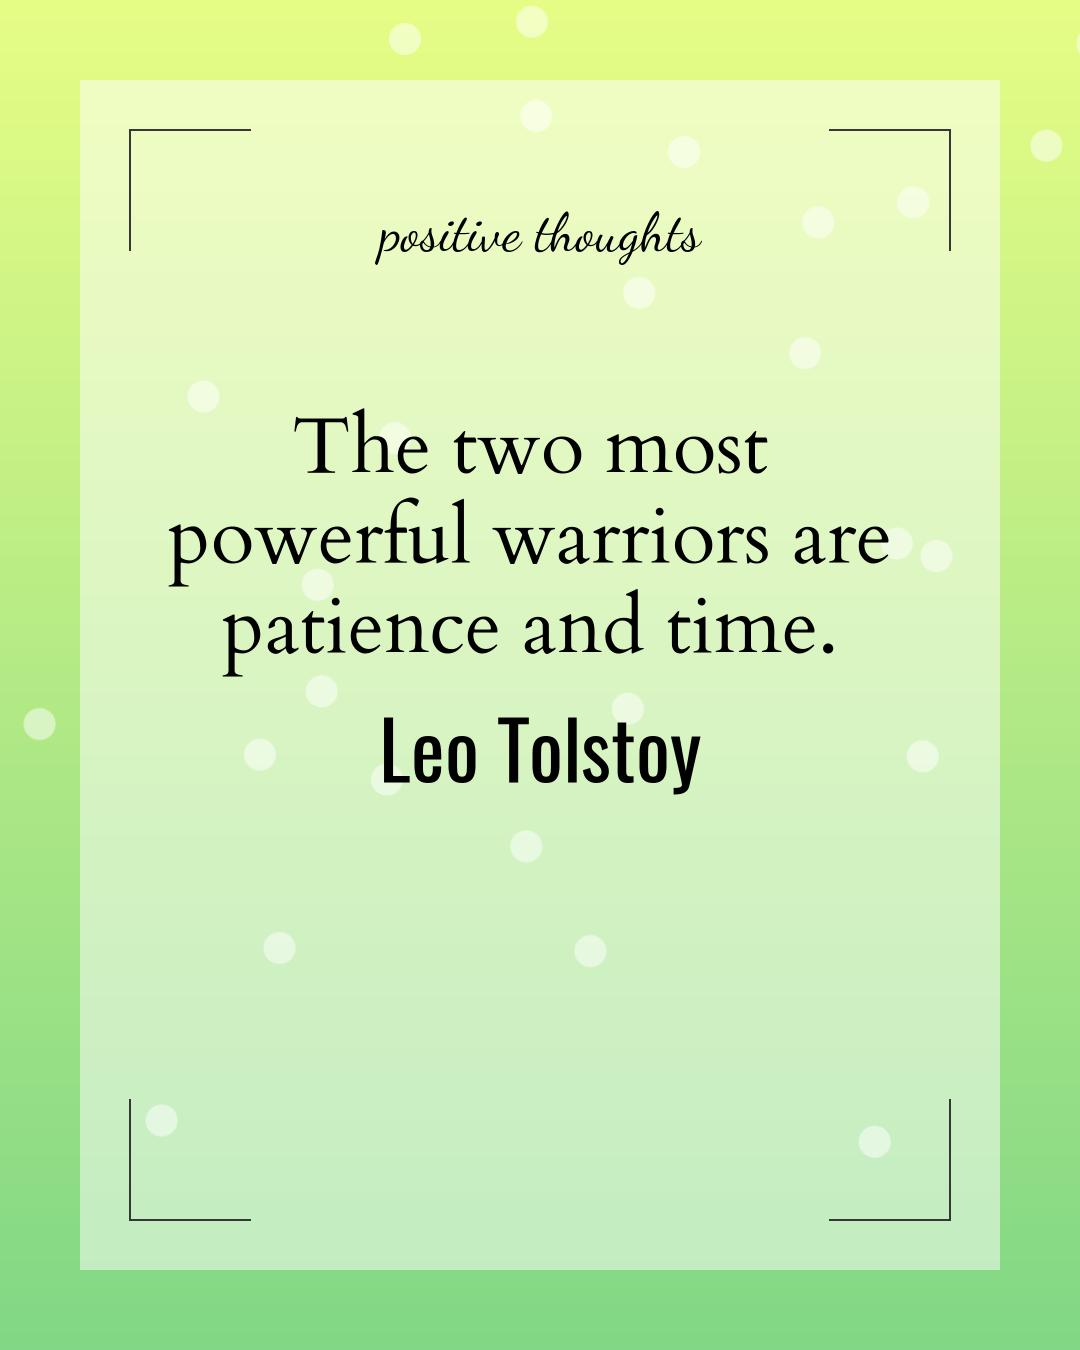 positive thoughts
The two most
powerful warriors are
patience and time.
Leo Tolstoy